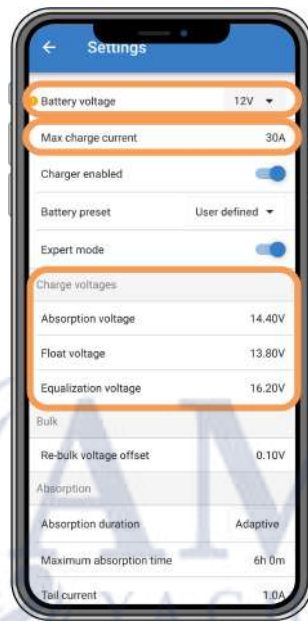 ← Settings
Battery voltage 12V
Max charge current 30A
Charger enabled
Battery preset User defined
Expert mode
Charge voltages
Absorption voltage 14.40V
Float voltage 13.80V
Equalization voltage 16.20V
Bulk
Re-bulk voltage offset 0.10V
Absorption
Absorption duration Adaptive
Maximum absorption time 6h 0m
Tail current 1.0A